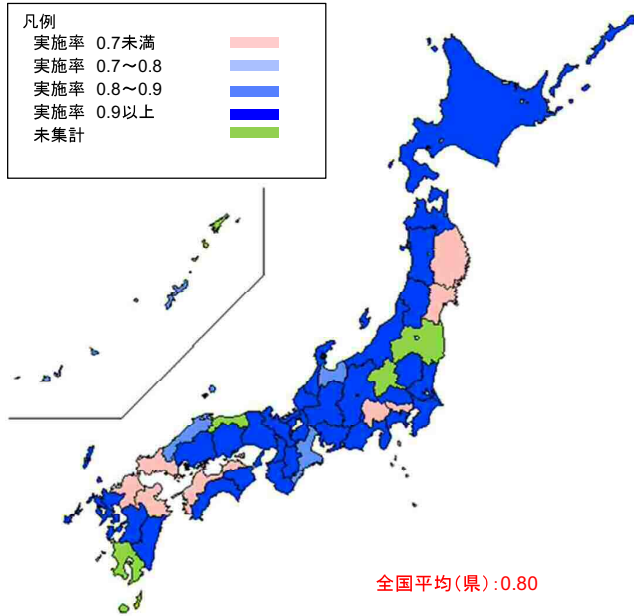 凡例
実施率 0.7未満
実施率 0.7～0.8
実施率 0.8～0.9
実施率 0.9以上
未集計
全国平均（県）：0.80